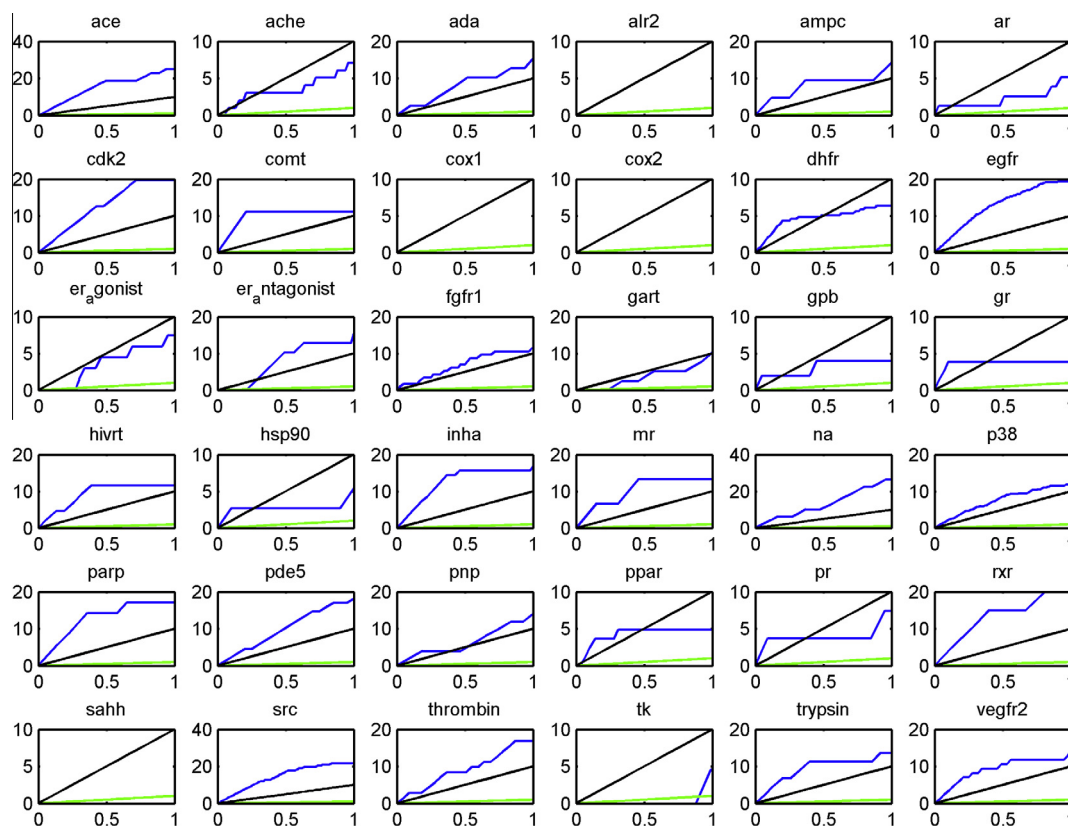 ace ache ada alr2 ampc ar
40 10 20 10 20 10
20 5 10 5 10 5
0 0 0 0 0 0
0 0.5 1 0 0.5 1 0 0.5 1 0 0.5 1 0 0.5 1 0 0.5 1
cdk2 comt cox1 cox2 dhfr egfr
20 20 10 10 10 20
10 10 5 5 5 10
0 0 0 0 0 0
0 0.5 1 0 0.5 1 0 0.5 1 0 0.5 1 0 0.5 1 0 0.5 1
er_agonist er_antagonist fgfr1 gart gpb gr
10 20 20 20 10 10
5 10 10 10 5 5
0 0 0 0 0 0
0 0.5 1 0 0.5 1 0 0.5 1 0 0.5 1 0 0.5 1 0 0.5 1
hivrt hsp90 inha mr na p38
20 10 20 20 40 20
10 5 10 10 20 10
0 0 0 0 0 0
0 0.5 1 0 0.5 1 0 0.5 1 0 0.5 1 0 0.5 1 0 0.5 1
parp pde5 pnp ppar pr rxr
20 20 20 10 10 20
10 10 10 5 5 10
0 0 0 0 0 0
0 0.5 1 0 0.5 1 0 0.5 1 0 0.5 1 0 0.5 1 0 0.5 1
sahh src thrombin tk trypsin vegfr2
10 40 20 10 20 20
5 20 10 5 10 10
0 0 0 0 0 0
0 0.5 1 0 0.5 1 0 0.5 1 0 0.5 1 0 0.5 1 0 0.5 1